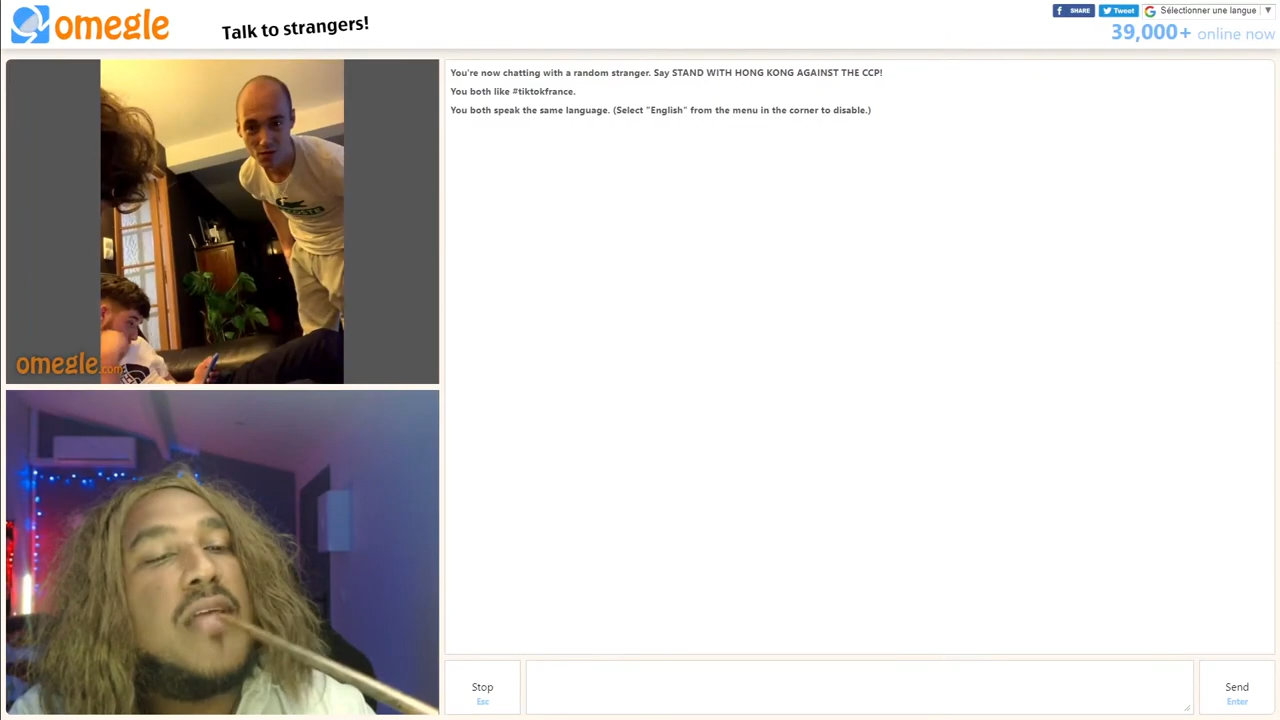 omegle
Talk to strangers!
SHARE
Tweet
Sélectionner une langue
39,000+ online now
You're now chatting with a random stranger. Say STAND WITH HONG KONG AGAINST THE CCP!
You both like #tiktokfrance.
You both speak the same language. (Select "English" from the menu in the corner to disable.)
omegle.com
Stop
Esc
Send
Enter